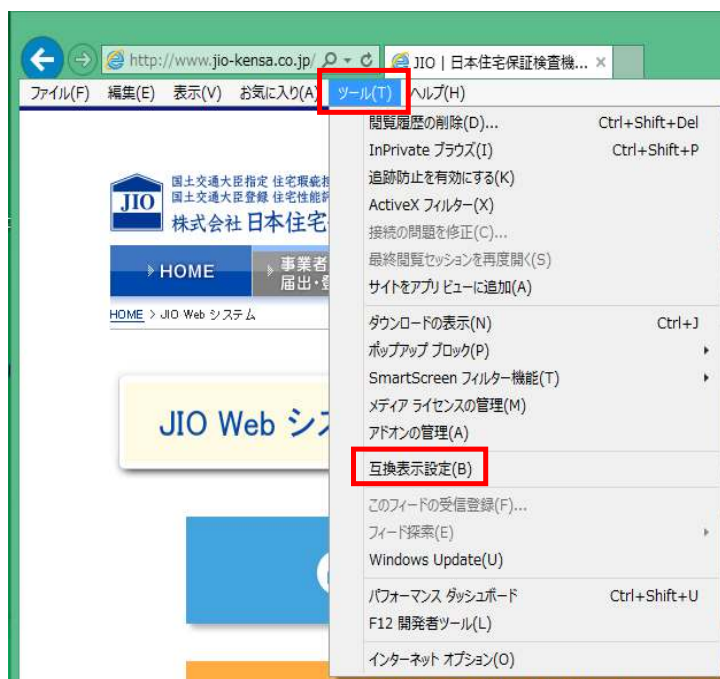 http://www.jio-kensa.co.jp/
JIO | 日本住宅保証検査機...
ファイル(F) 編集(E) 表示(V) お気に入り(A) ツール(T) ヘルプ(H)
閲覧履歴の削除(D)... Ctrl+Shift+Del
InPrivate ブラウズ(I) Ctrl+Shift+P
追跡防止を有効にする(K)
ActiveX フィルター(X)
接続の問題を修正(C)...
最終閲覧セッションを再度開く(S)
サイトをアプリ ビューに追加(A)
ダウンロードの表示(N) Ctrl+J
ポップアップ ブロック(P)
SmartScreen フィルター機能(T)
メディア ライセンスの管理(M)
アドオンの管理(A)
互換表示設定(B)
このフィードの受信登録(F)...
フィード探索(E)
Windows Update(U)
パフォーマンス ダッシュボード Ctrl+Shift+U
F12 開発者ツール(L)
インターネット オプション(O)
JIO
国土交通大臣指定 住宅瑕疵
国土交通大臣登録 住宅性能
株式会社 日本住宅
HOME
事業者
届出・
HOME > JIO Web システム
JIO Web シス